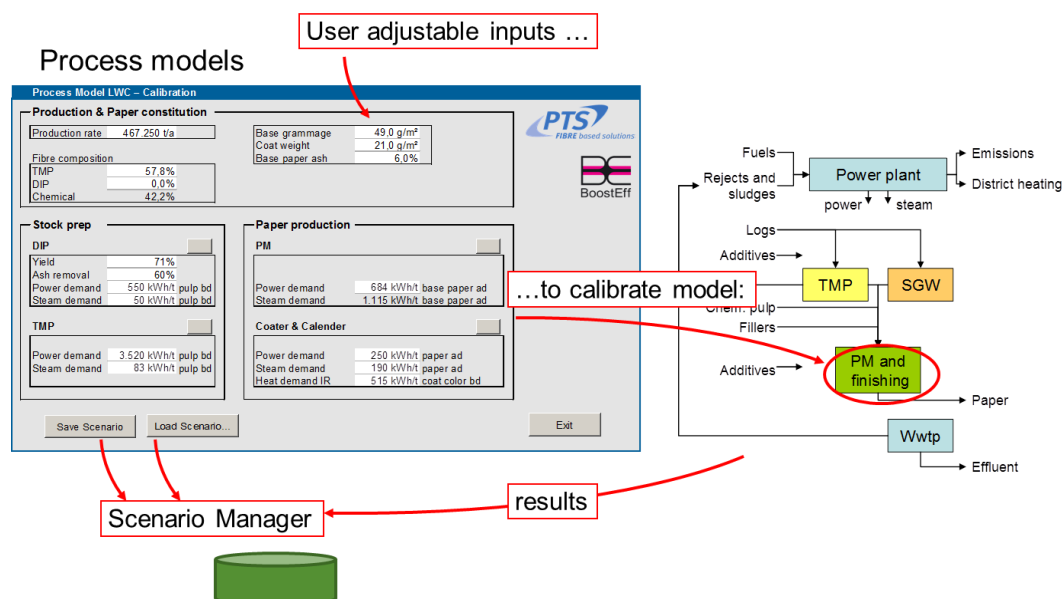 User adjustable inputs …
Process models
Process Model LWC – Calibration
Production & Paper constitution
Production rate 467.250 t/a
Base grammage 49,0 g/m²
Coat weight 21,0 g/m²
Base paper ash 6,0%
Fibre composition
TMP 57,8%
DIP 0,0%
Chemical 42,2%
PTS
FIBRE based solutions
BoostEff
Stock prep
DIP
Yield 71%
Ash removal 60%
Power demand 550 kWh/t pulp bd
Steam demand 50 kWh/t pulp bd
TMP
Power demand 3.520 kWh/t pulp bd
Steam demand 83 kWh/t pulp bd
Paper production
PM
Power demand 684 kWh/t base paper ad
Steam demand 1.115 kWh/t base paper ad
Coater & Calender
Power demand 250 kWh/t paper ad
Steam demand 190 kWh/t paper ad
Heat demand IR 515 kWh/t coat color bd
Save Scenario
Load Scenario...
Exit
…to calibrate model:
Fuels
Rejects and
sludges
Power plant
Emissions
District heating
power
steam
Logs
Additives
TMP
SGW
Chem. pulp
Fillers
Additives
PM and
finishing
Paper
Wwtp
Effluent
results
Scenario Manager